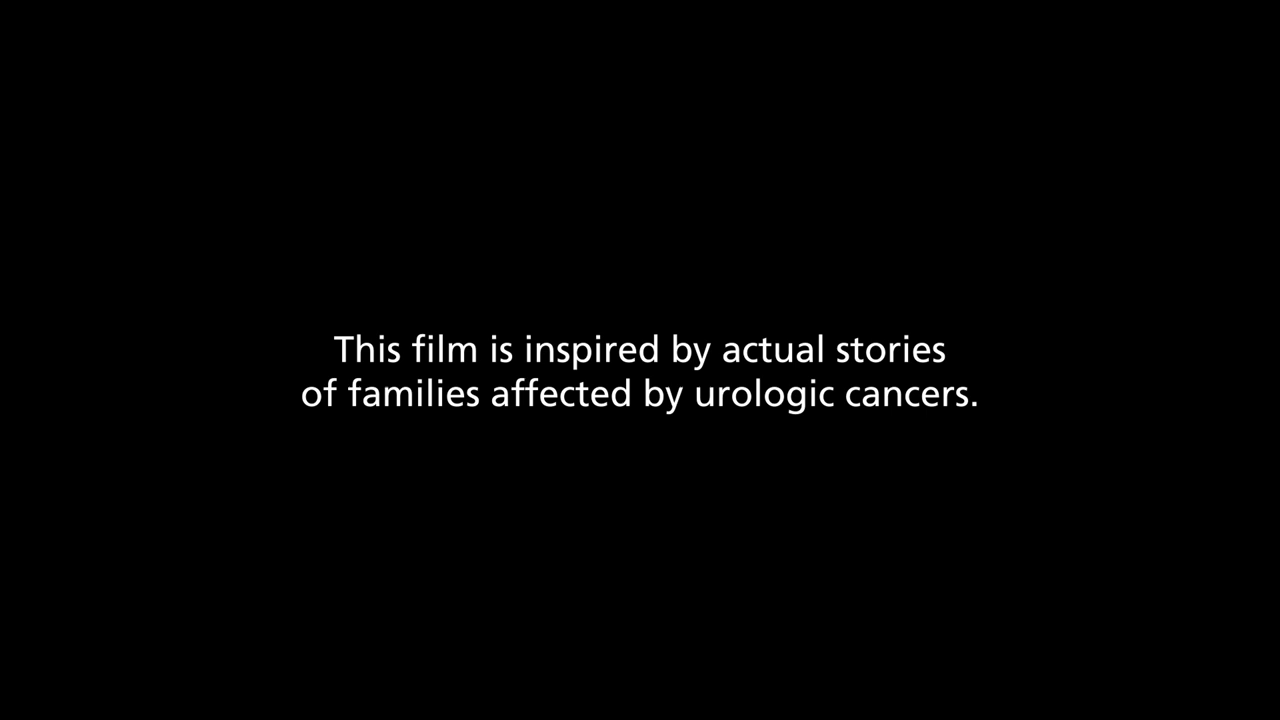 This film is inspired by actual stories
of families affected by urologic cancers.